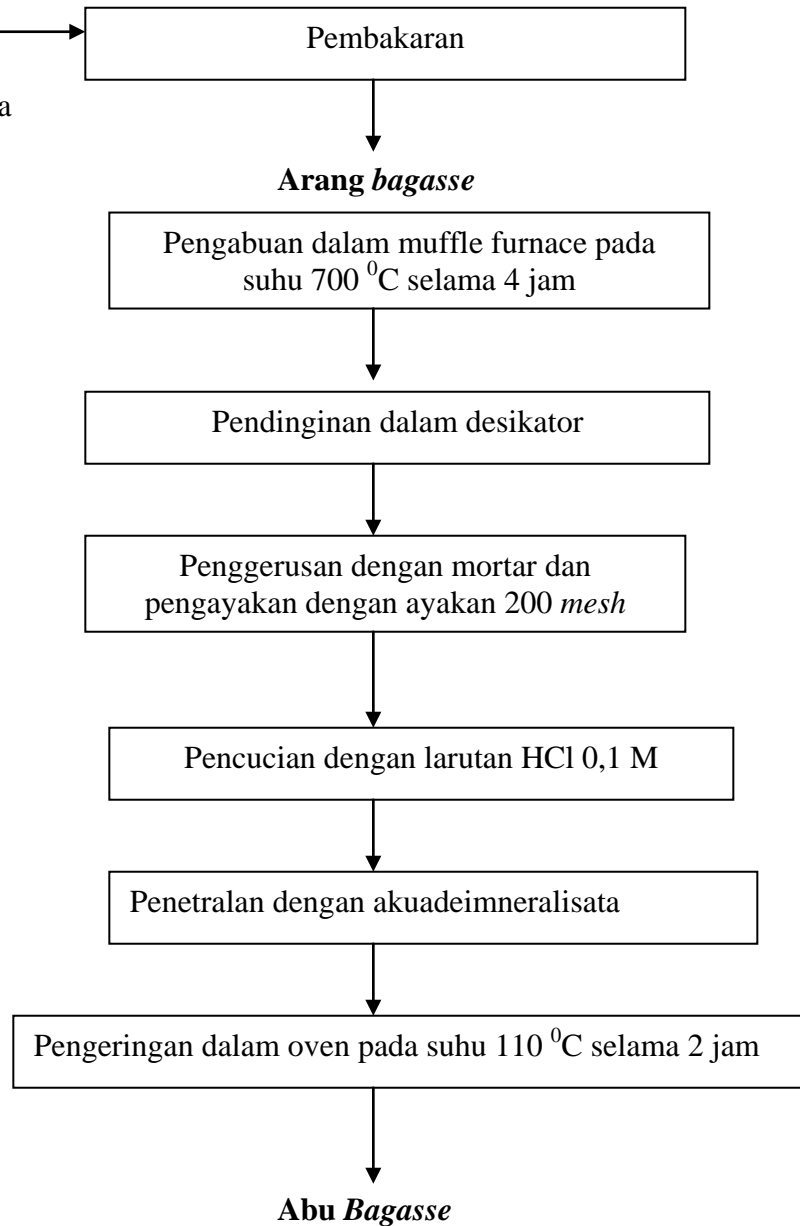 Pembakaran
a
Arang bagasse
Pengabuan dalam muffle furnace pada
suhu 700 ⁰C selama 4 jam
Pendinginan dalam desikator
Penggerusan dengan mortar dan
pengayakan dengan ayakan 200 mesh
Pencucian dengan larutan HCl 0,1 M
Penetralan dengan akuadeimneralisata
Pengeringan dalam oven pada suhu 110 ⁰C selama 2 jam
Abu Bagasse